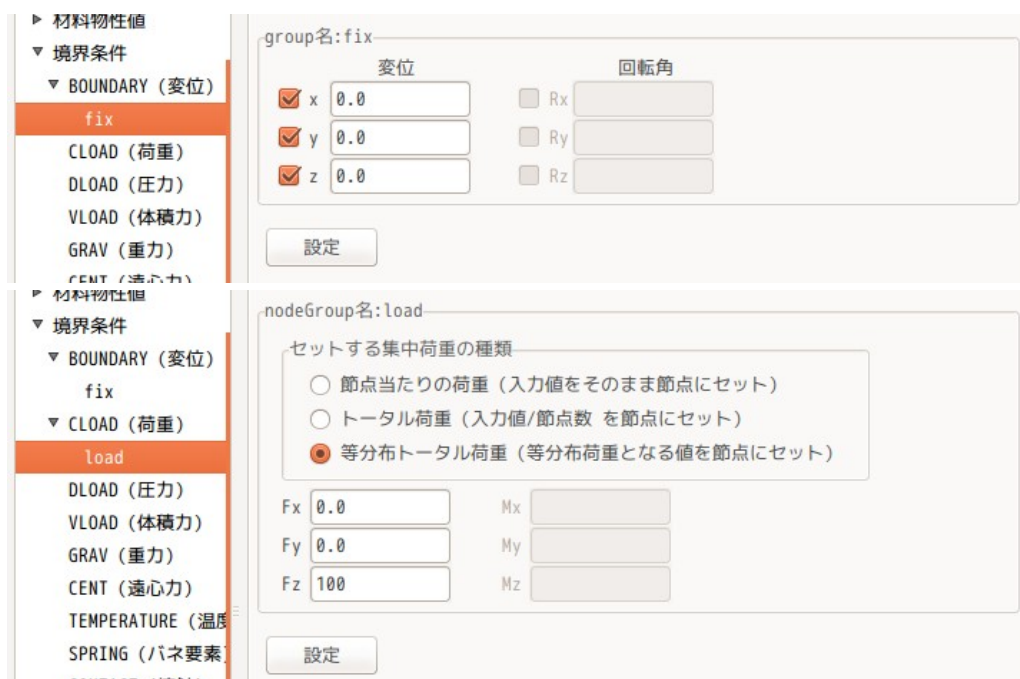 材料物性値
境界条件
BOUNDARY (変位)
fix
CLOAD (荷重)
DLOAD (圧力)
VLOAD (体積力)
GRAV (重力)
CENT (遠心力)
group名:fix
変位 回転角
x 0.0 Rx
y 0.0 Ry
z 0.0 Rz
設定
材料物性値
境界条件
BOUNDARY (変位)
fix
CLOAD (荷重)
load
DLOAD (圧力)
VLOAD (体積力)
GRAV (重力)
CENT (遠心力)
TEMPERATURE (温度
SPRING (バネ要素)
nodeGroup名:load
セットする集中荷重の種類
節点当たりの荷重 (入力値をそのまま節点にセット)
トータル荷重 (入力値/節点数 を節点にセット)
等分布トータル荷重 (等分布荷重となる値を節点にセット)
Fx 0.0 Mx
Fy 0.0 My
Fz 100 Mz
設定